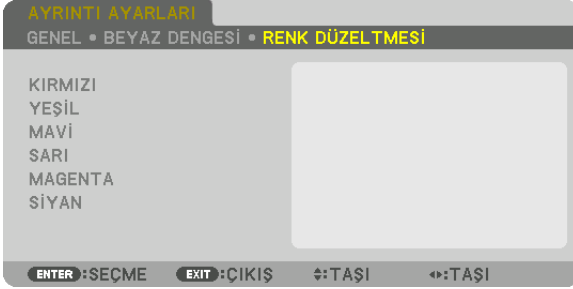 AYRINTI AYARLARI
GENEL • BEYAZ DENGESİ • RENK DÜZELTMESİ
KIRMIZI
YEŞİL
MAVİ
SARI
MAGENTA
SİYAN
ENTER:SEÇME EXIT:ÇIKIŞ :TAŞI :TAŞI